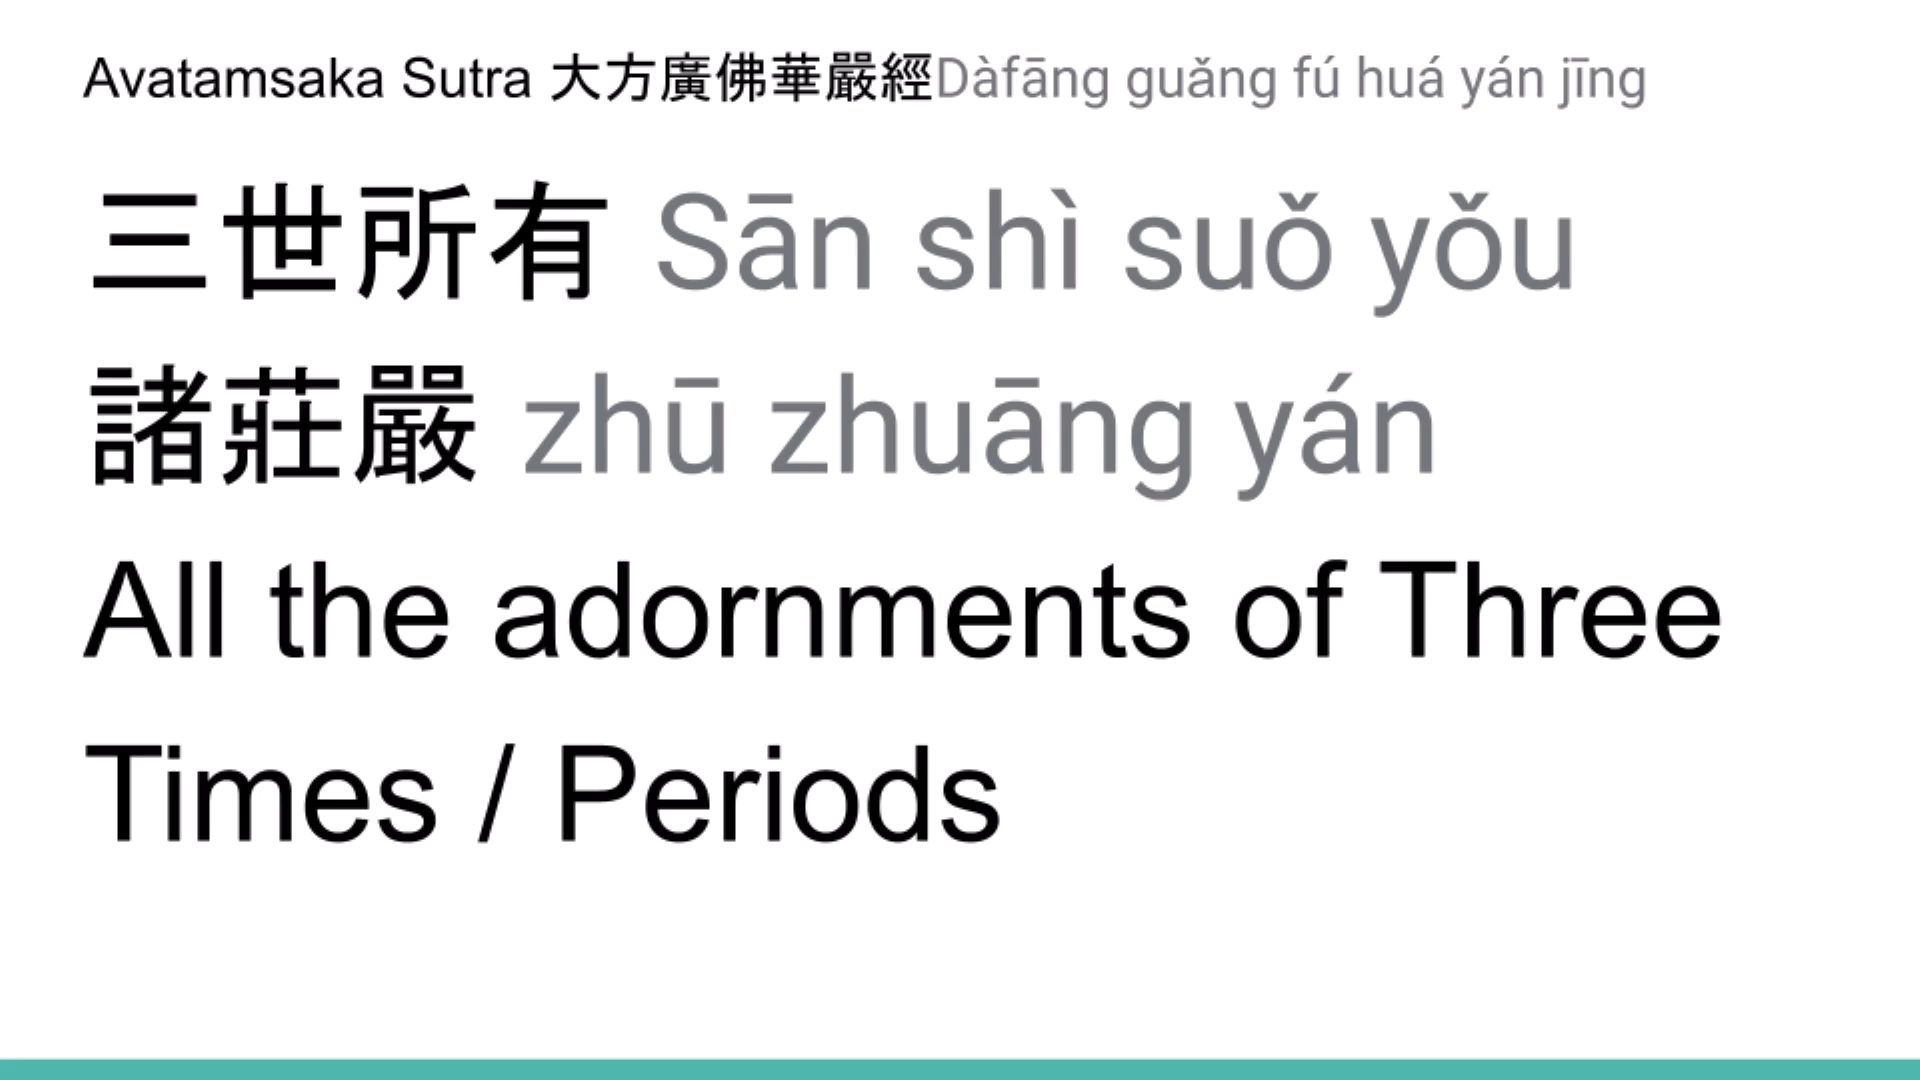 Avatamsaka Sutra 大方廣佛華嚴經Dàfāng guǎng fú huá yán jīng
三世所有 Sān shì suǒ yǒu
諸莊嚴 zhū zhuāng yán
All the adornments of Three
Times / Periods